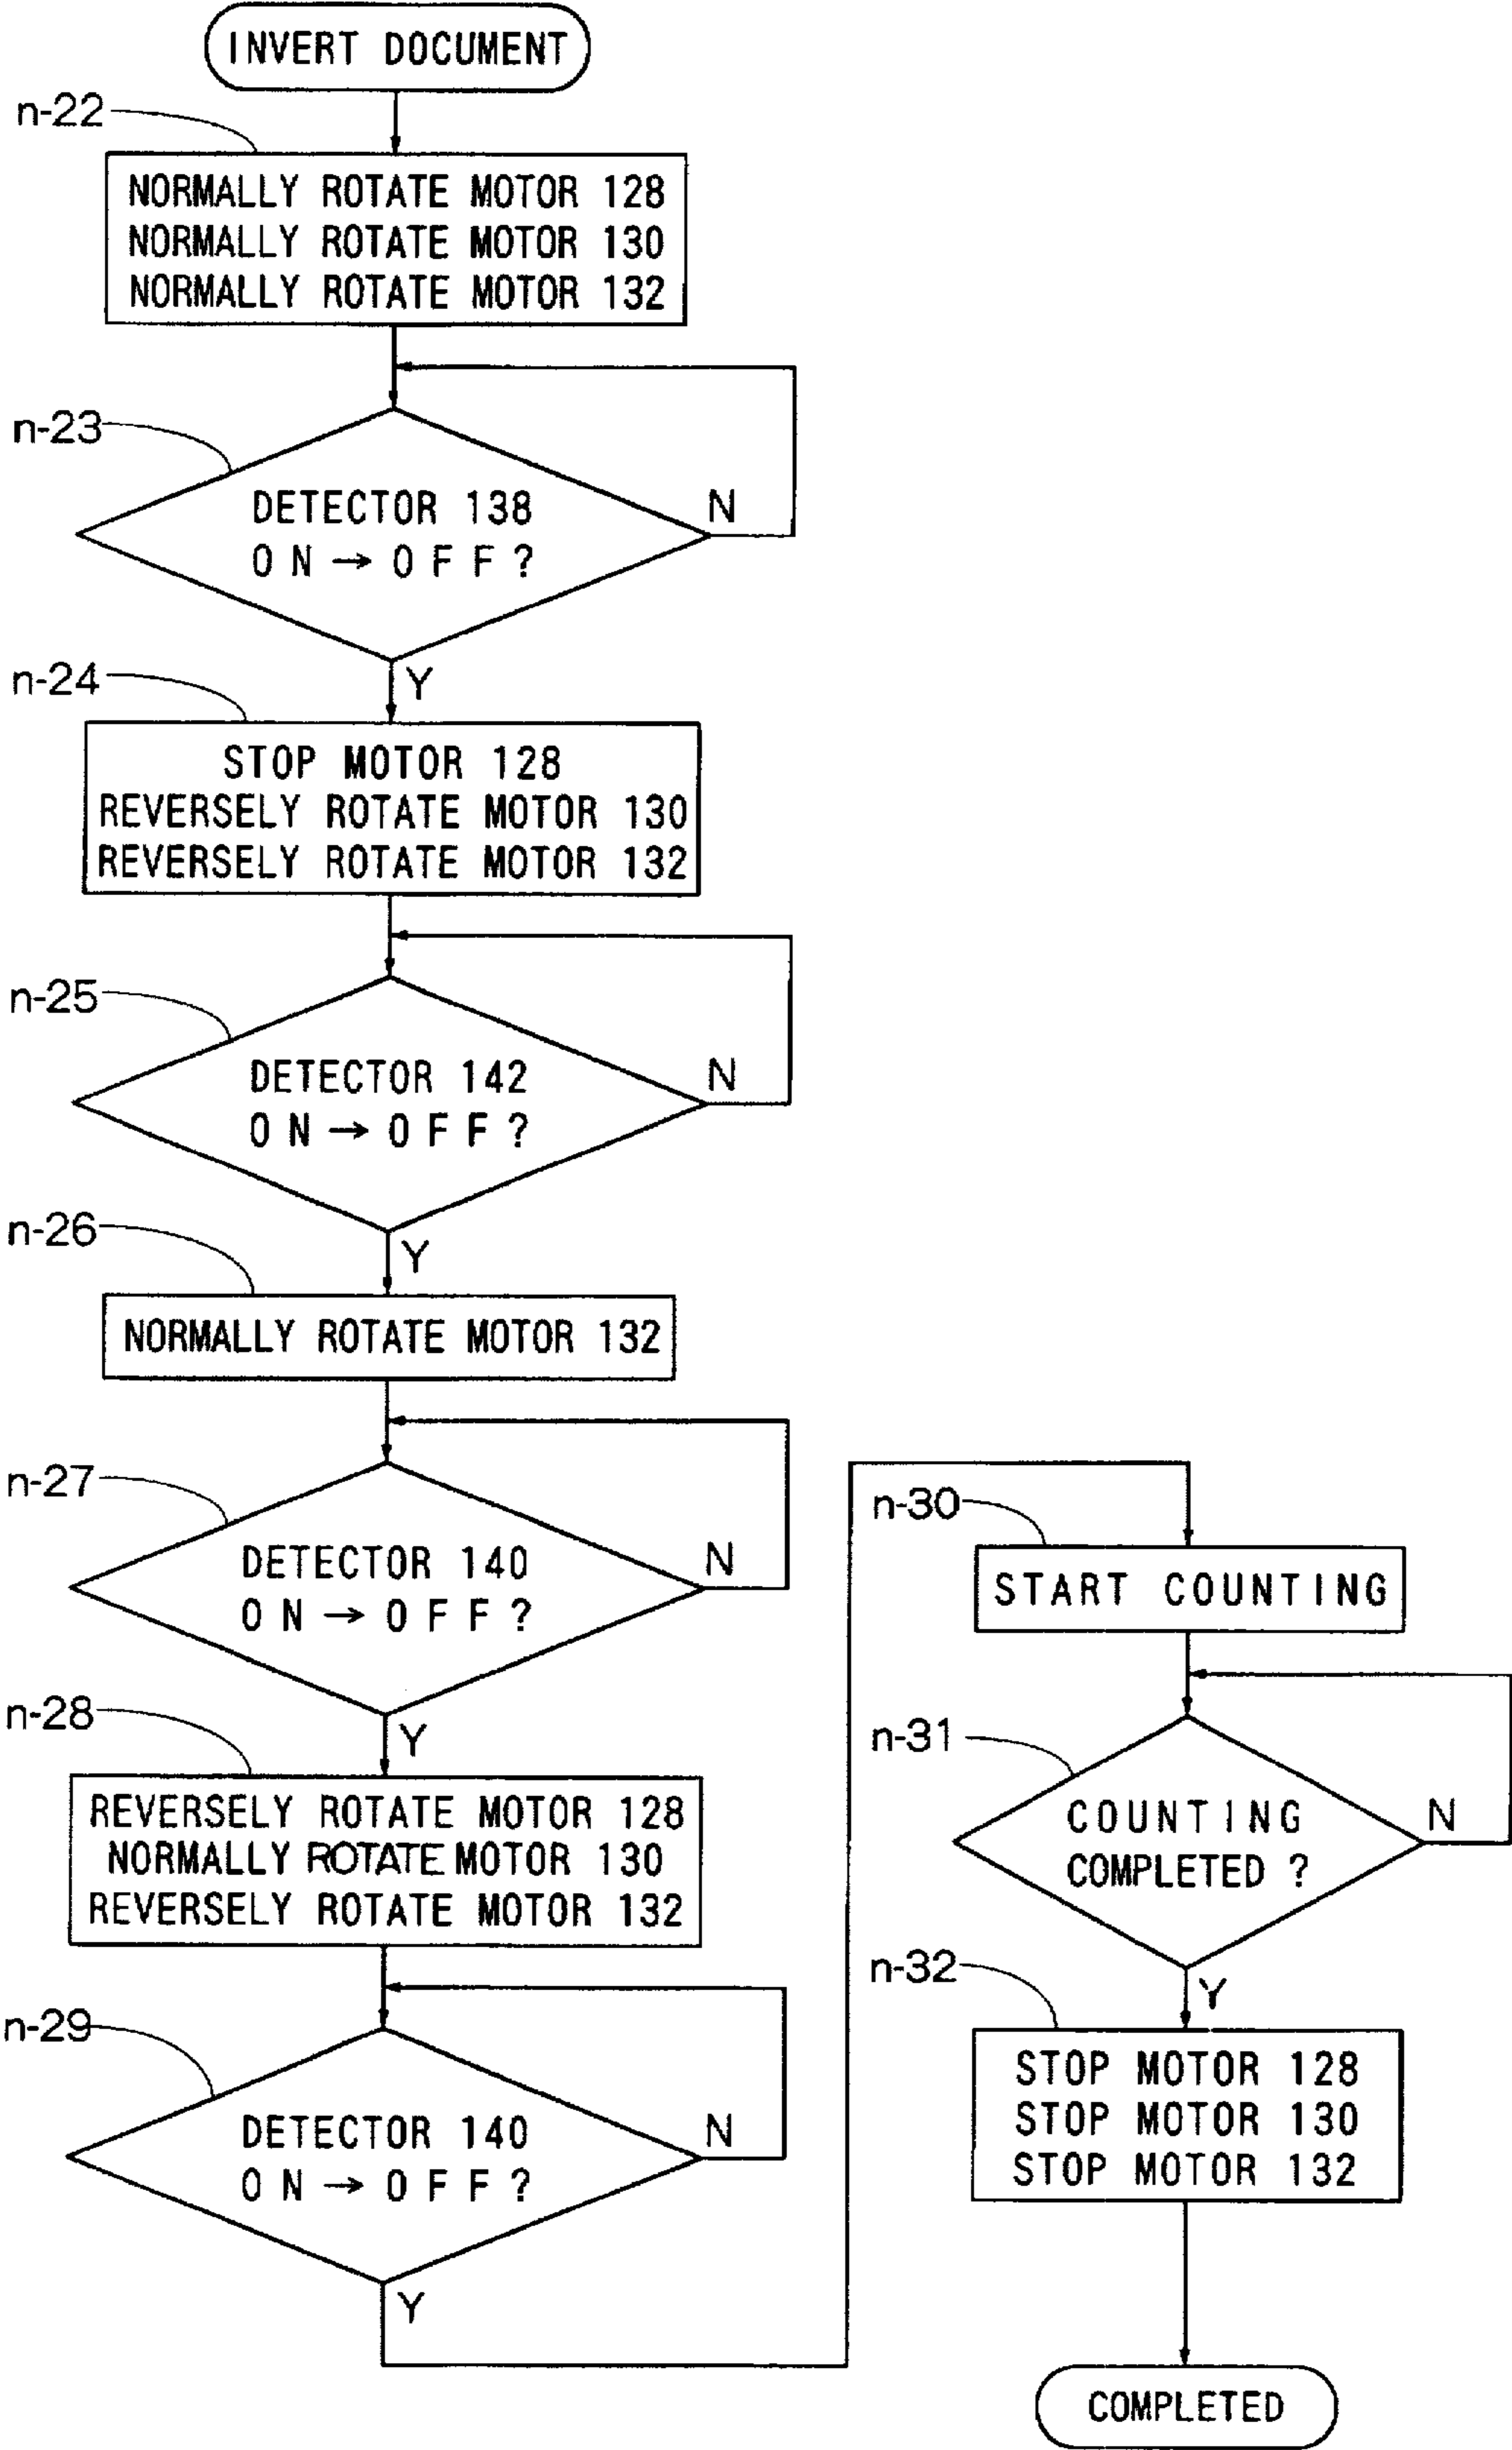 INVERT DOCUMENT
n-22
NORMALLY ROTATE MOTOR 128
NORMALLY ROTATE MOTOR 130
NORMALLY ROTATE MOTOR 132
n-23
DETECTOR 138
ON→OFF?
N
Y
n-24
STOP MOTOR 128
REVERSELY ROTATE MOTOR 130
REVERSELY ROTATE MOTOR 132
n-25
DETECTOR 142
ON→OFF?
N
Y
n-26
NORMALLY ROTATE MOTOR 132
n-27
DETECTOR 140
ON→OFF?
N
Y
n-28
REVERSELY ROTATE MOTOR 128
NORMALLY ROTATE MOTOR 130
REVERSELY ROTATE MOTOR 132
n-29
DETECTOR 140
ON→OFF?
N
Y
n-30
START COUNTING
n-31
COUNTING
COMPLETED ?
N
Y
n-32
STOP MOTOR 128
STOP MOTOR 130
STOP MOTOR 132
COMPLETED